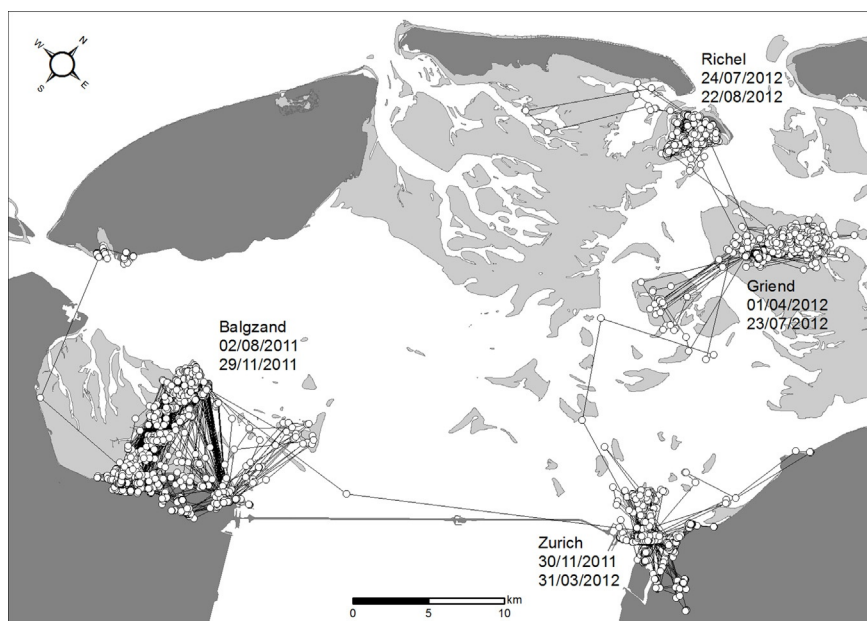 N
W
E
S
Richel
24/07/2012
22/08/2012
Griend
01/04/2012
23/07/2012
Balgzand
02/08/2011
29/11/2011
Zurich
30/11/2011
31/03/2012
km
0 5 10